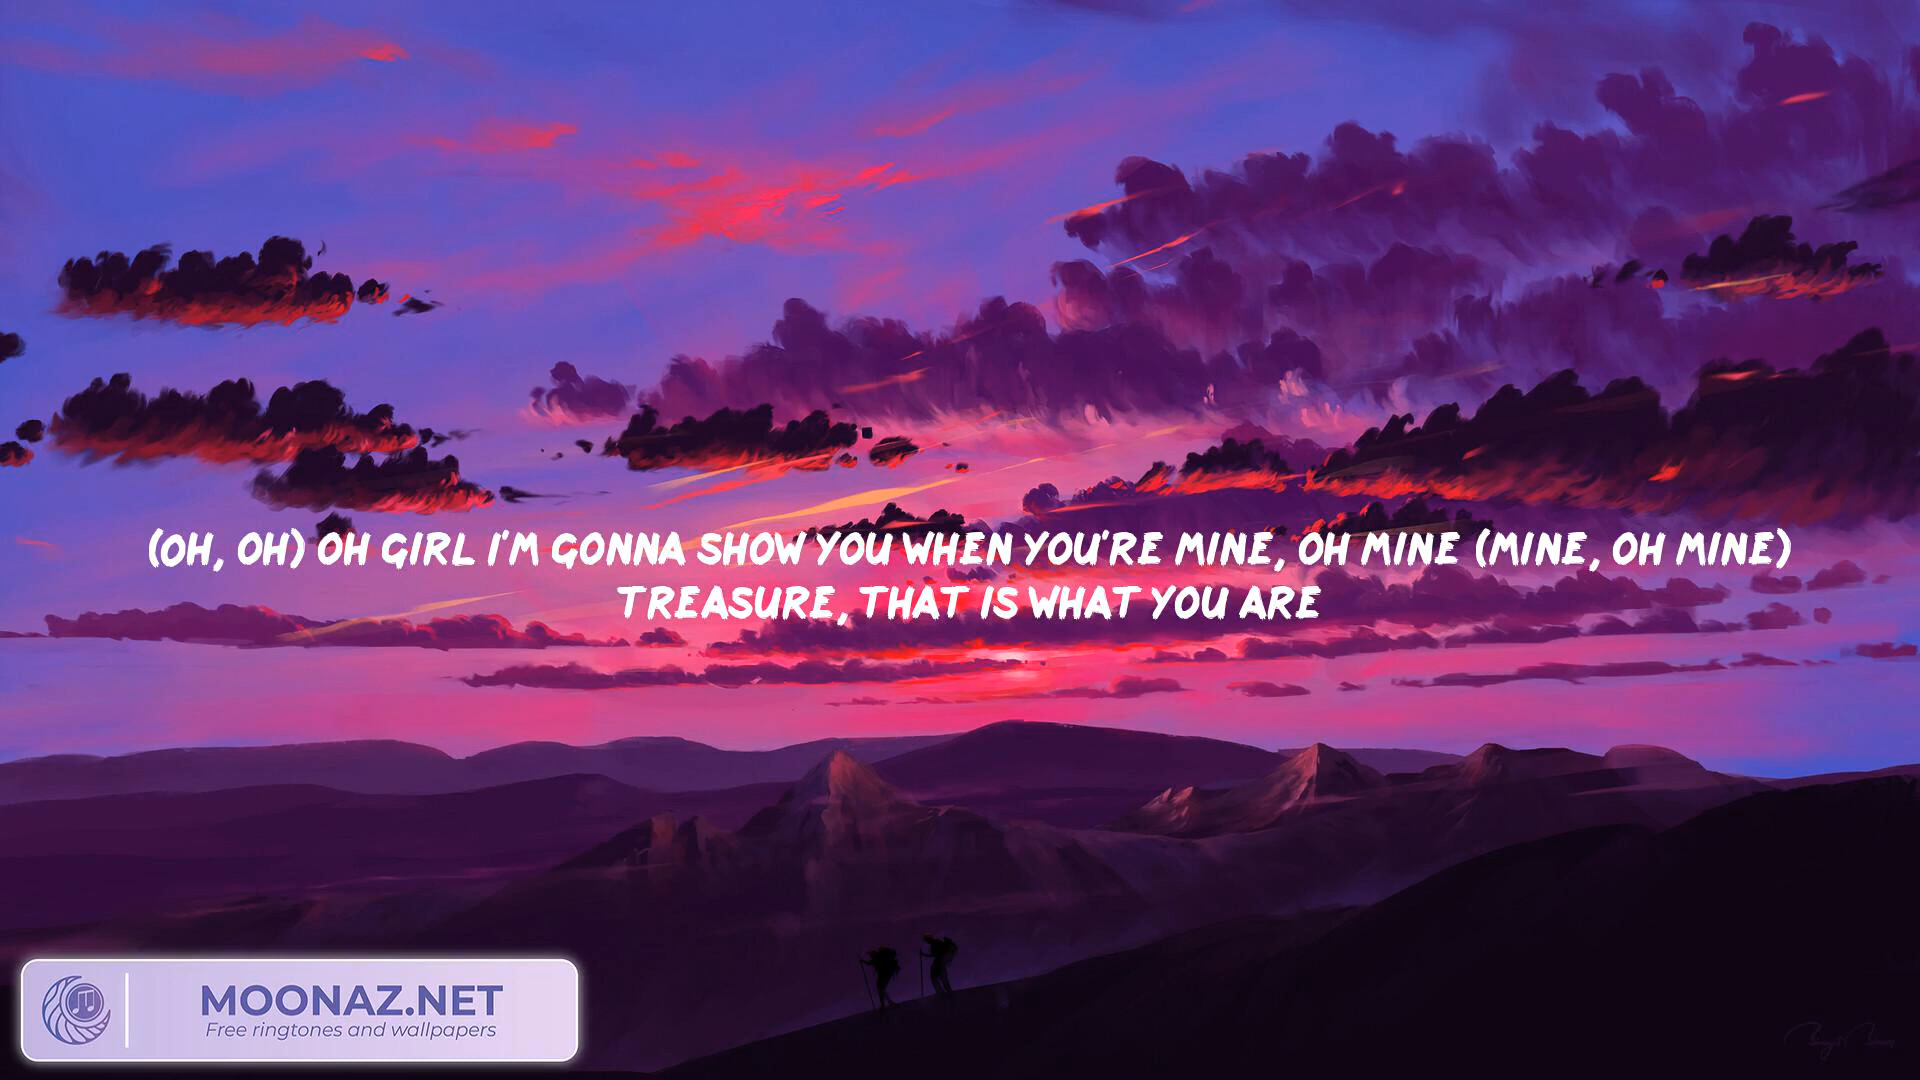 (OH, OH) OH GIRL I'M GONNA SHOW YOU WHEN YOU'RE MINE, OH MINE (MINE, OH MINE)
TREASURE, THAT IS WHAT YOU ARE
MOONAZ.NET
Free ringtones and wallpapers